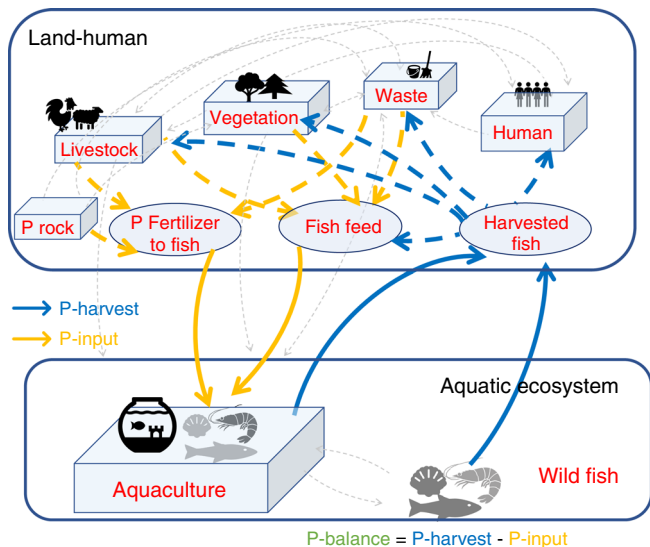 Land-human
Waste
Vegetation
Human
Livestock
P rock
P Fertilizer
to fish
Fish feed
Harvested
fish
P-harvest
P-input
Aquatic ecosystem
Aquaculture
Wild fish
P-balance = P-harvest - P-input